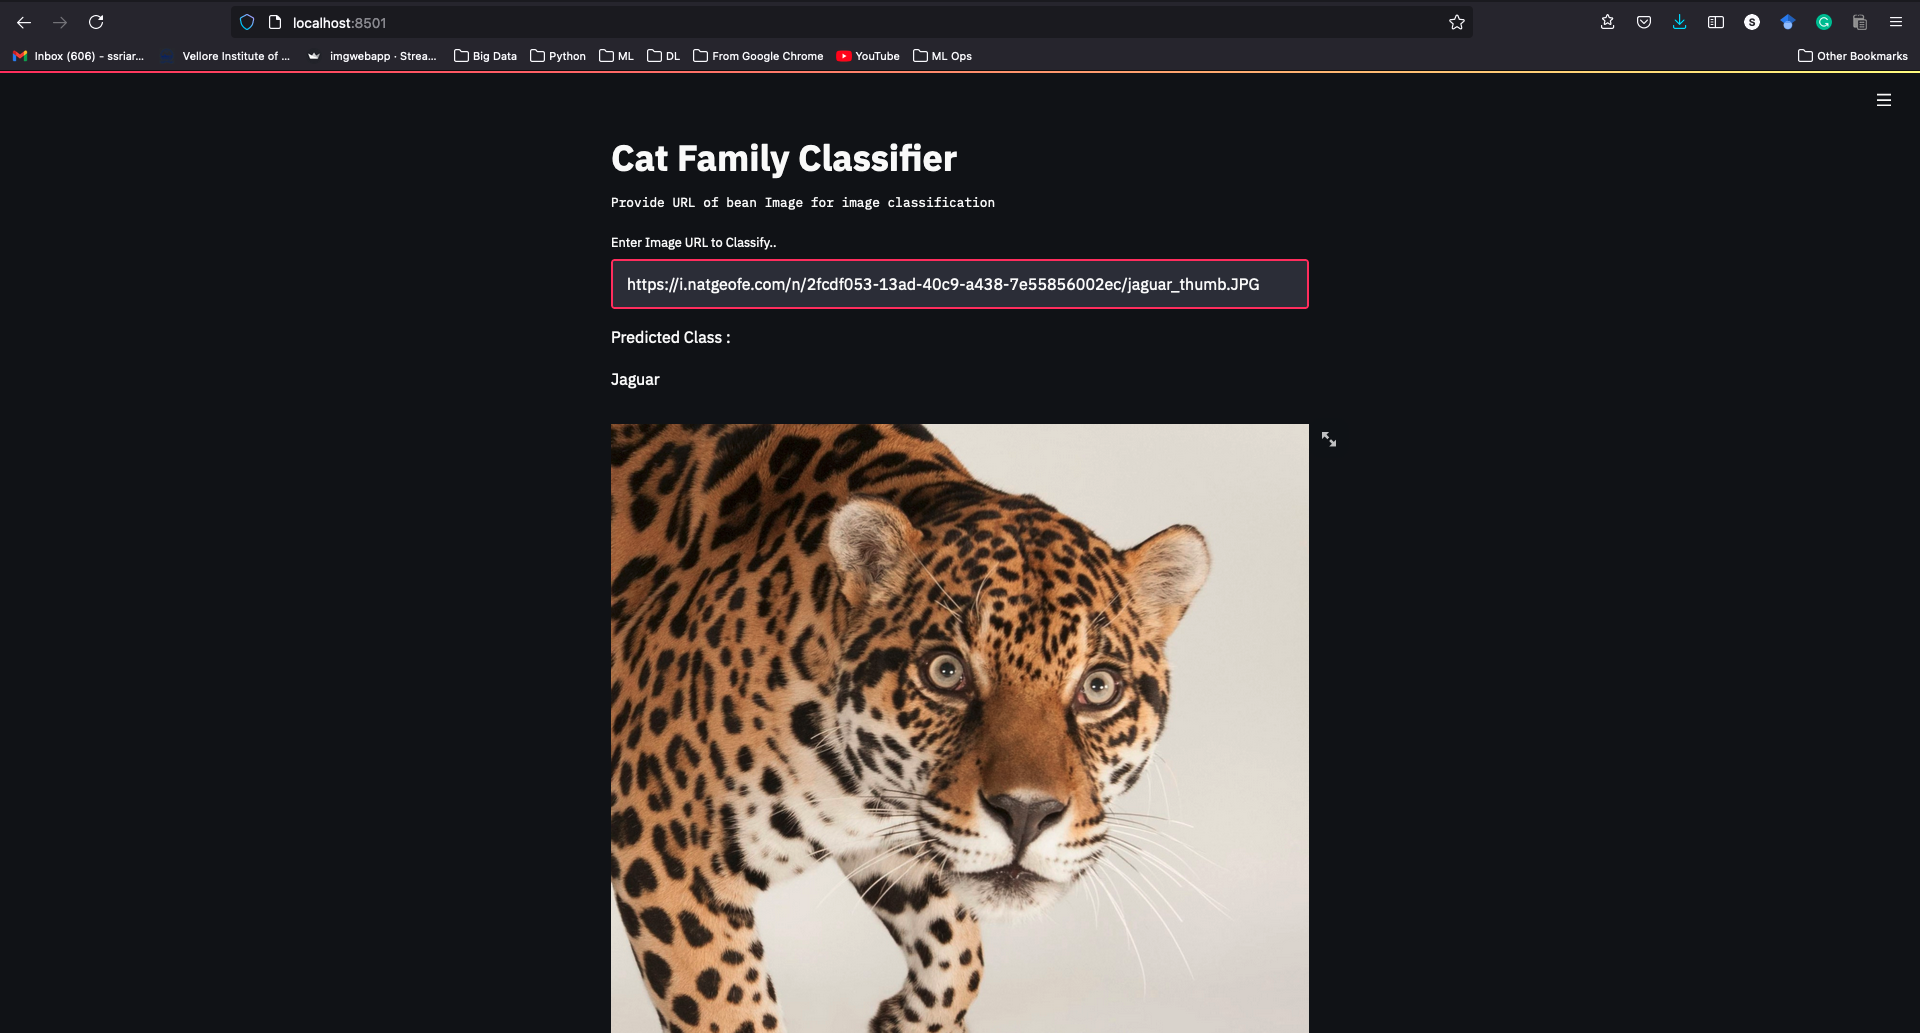 localhost:8501
Inbox (606) - ssriar... Vellore Institute of ... imgwebapp · Strea... Big Data Python ML DL From Google Chrome YouTube ML Ops Other Bookmarks
Cat Family Classifier
Provide URL of bean Image for image classification
Enter Image URL to Classify..
https://i.natgeofe.com/n/2fcdf053-13ad-40c9-a438-7e55856002ec/jaguar_thumb.JPG
Predicted Class :
Jaguar